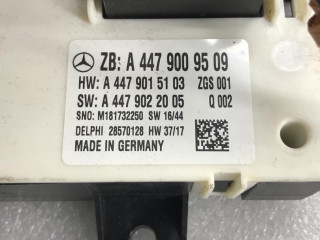 ZB: A 447 900 95 09
HW: A 447 901 51 03 ZGS 001
SW: A 447 902 20 05 Q 002
SNO: M181732250 SW 16/44
DELPHI 28570128 HW 37/17
MADE IN GERMANY